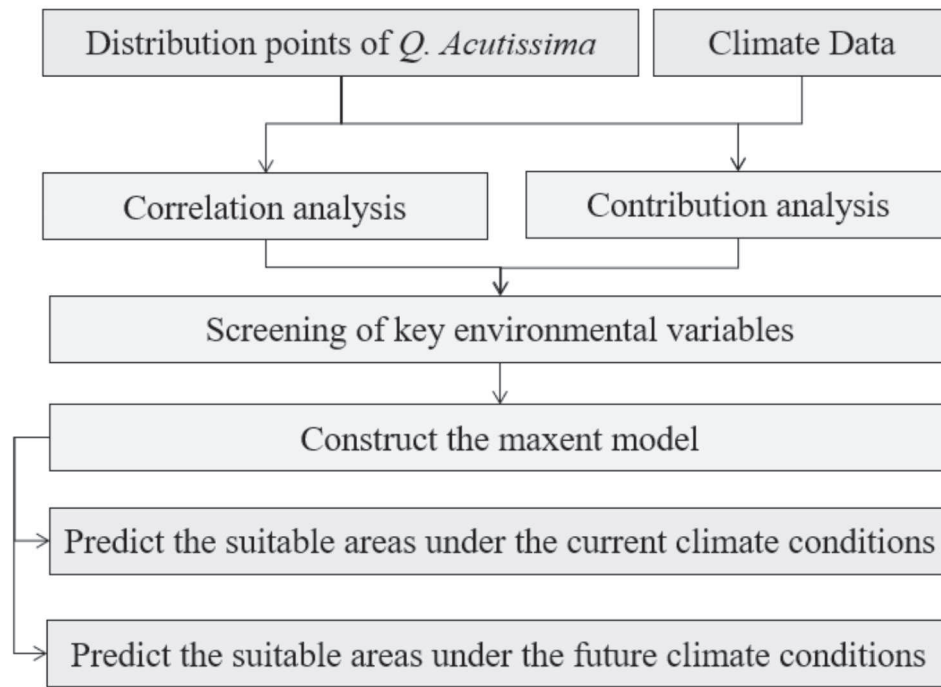 Distribution points of Q. Acutissima
Climate Data
Correlation analysis
Contribution analysis
Screening of key environmental variables
Construct the maxent model
Predict the suitable areas under the current climate conditions
Predict the suitable areas under the future climate conditions